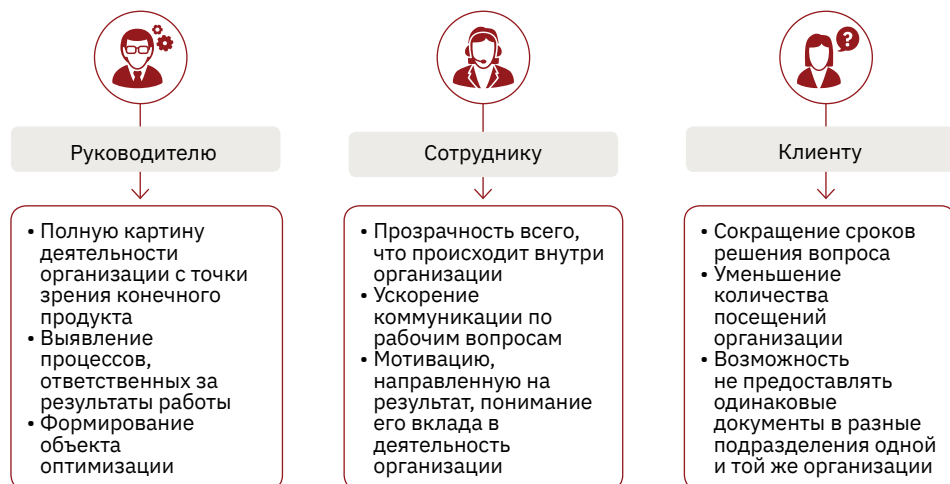 ?
Руководителю
Сотруднику
Клиенту
• Полную картину
деятельности
организации с точки
зрения конечного
продукта
• Выявление
процессов,
ответственных за
результаты работы
• Формирование
объекта
оптимизации
• Прозрачность всего,
что происходит внутри
организации
• Ускорение
коммуникации по
рабочим вопросам
• Мотивацию,
направленную на
результат, понимание
его вклада в
деятельность
организации
• Сокращение сроков
решения вопроса
• Уменьшение
количества
посещений
организации
• Возможность
не предоставлять
одинаковые
документы в разные
подразделения одной
и той же организации